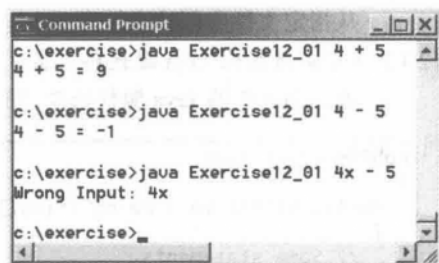 Command Prompt
c:\exercise>java Exercise12_01 4 + 5
4 + 5 = 9
c:\exercise>java Exercise12_01 4 - 5
4 - 5 = -1
c:\exercise>java Exercise12_01 4x - 5
Wrong Input: 4x
c:\exercise>_